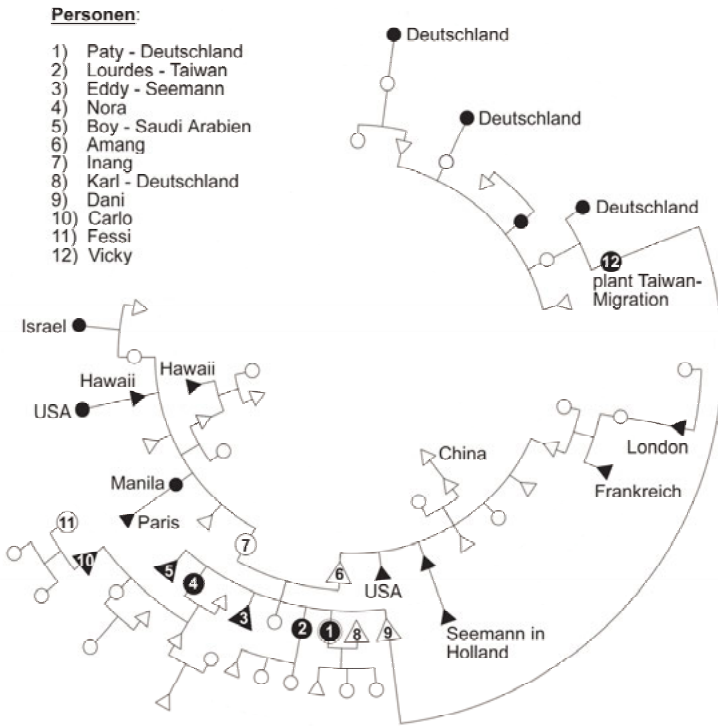 Personen:
1) Paty - Deutschland
2) Lourdes - Taiwan
3) Eddy - Seemann
4) Nora
5) Boy - Saudi Arabien
6) Amang
7) Inang
8) Karl - Deutschland
9) Dani
10) Carlo
11) Fessi
12) Vicky
Deutschland
Deutschland
Deutschland
12
plant Taiwan-
Migration
Israel
Hawaii
Hawaii
USA
London
China
Manila
Frankreich
Paris
11
7
10
5
4
6
USA
3
2
1
8
9
Seemann in
Holland